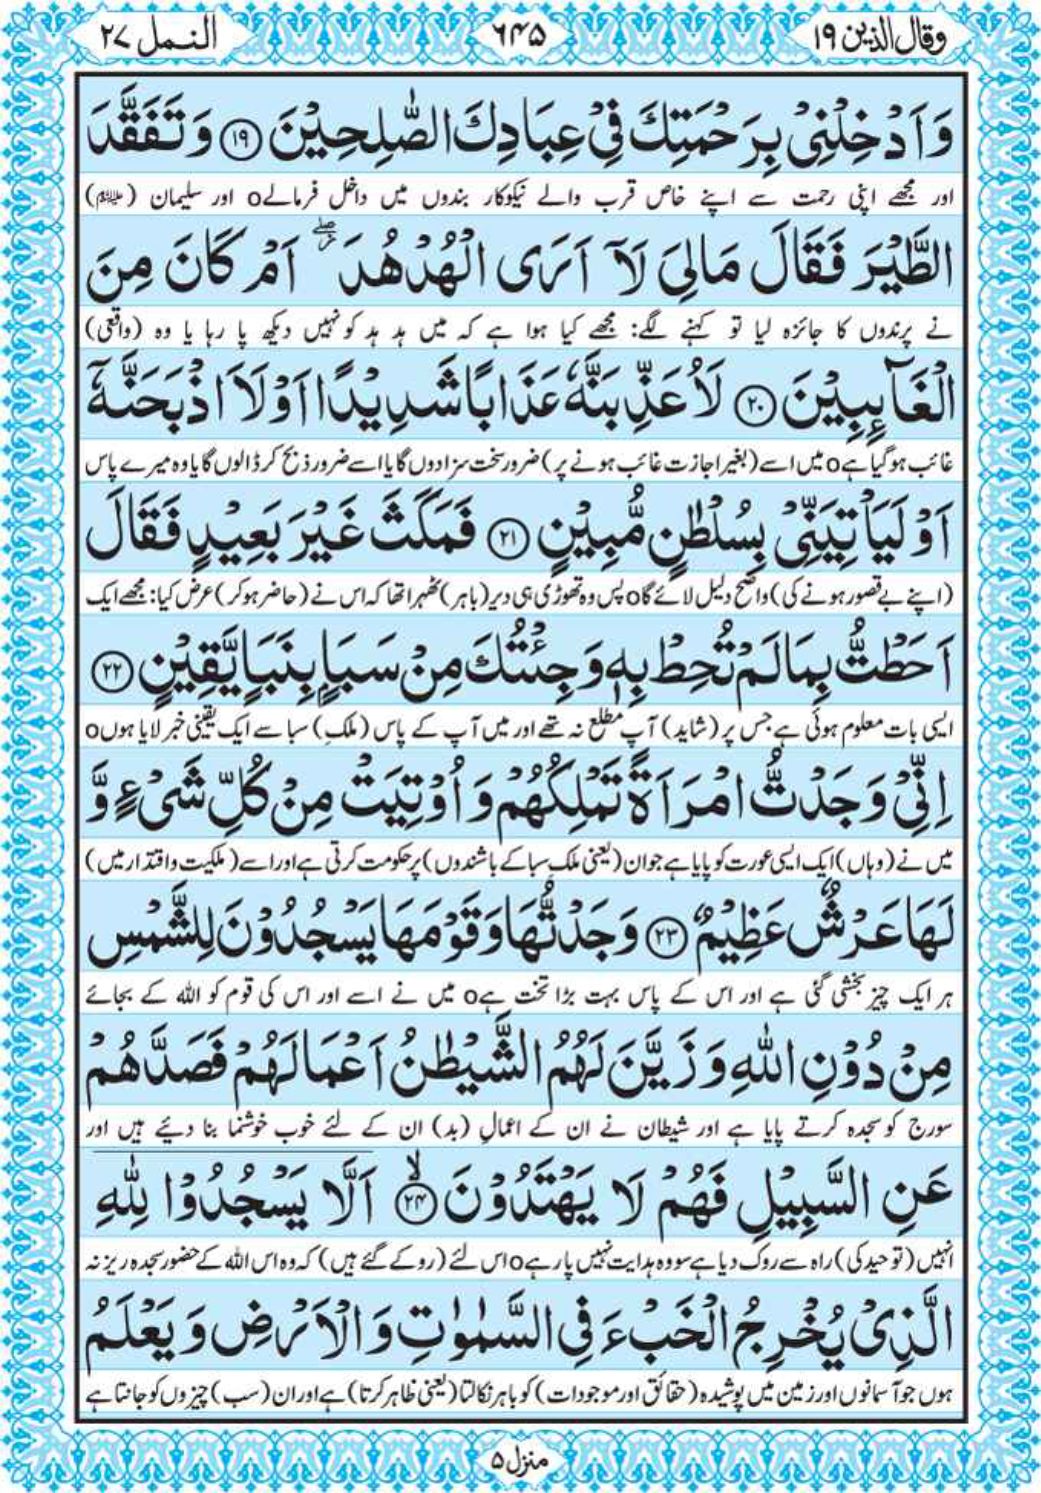 وقال الذین ۱۹
۶۴۵
النمل ۲۷
وَاَدْخِلْنِیْ بِرَحْمَتِكَ فِیْ عِبَادِكَ الصّٰلِحِیْنَ ۝۱۹ وَتَفَقَّدَ
اور مجھے اپنی رحمت سے اپنے خاص قرب والے نیکوکار بندوں میں داخل فرمالےo اور سلیمان (علیہ السلام)
الطَّیْرَ فَقَالَ مَالِیَ لَاۤ اَرَی الْهُدْهُدَ ۖ اَمْ كَانَ مِنَ
نے پرندوں کا جائزہ لیا تو کہنے لگے: مجھے کیا ہوا ہے کہ میں ہد ہد کو نہیں دیکھ پا رہا یا وہ (واقعی)
الْغَآىِٕبِیْنَ ۝۲۰ لَاُعَذِّبَنَّهٗ عَذَابًا شَدِیْدًا اَوْ لَاَاذْبَحَنَّهٗۤ
غائب ہوگیا ہےo میں اسے (بغیر اجازت غائب ہونے پر) ضرور سخت سزا دوں گا یا اسے ضرور ذبح کر ڈالوں گا یا وہ میرے پاس
اَوْ لَیَاْتِیَنِّیْ بِسُلْطٰنٍ مُّبِیْنٍ ۝۲۱ فَمَكَثَ غَیْرَ بَعِیْدٍ فَقَالَ
(اپنے بے قصور ہونے کی) واضح دلیل لائے گاo پس وہ تھوڑی ہی دیر (باہر) ٹھہرا تھا کہ اس نے (حاضر ہوکر) عرض کیا: مجھے ایک
اَحَطْتُّ بِمَا لَمْ تُحِطْ بِهٖ وَجِئْتُكَ مِنْ سَبَاٍۭ بِنَبَاٍ یَّقِیْنٍ ۝۲۲
ایسی بات معلوم ہوئی ہے جس پر (شاید) آپ مطلع نہ تھے اور میں آپ کے پاس (ملکِ) سبا سے ایک یقینی خبر لایا ہوںo
اِنِّیْ وَجَدْتُّ امْرَاَةً تَمْلِكُهُمْ وَاُوْتِیَتْ مِنْ كُلِّ شَیْءٍ وَّ
میں نے (وہاں) ایک ایسی عورت کو پایا ہے جو ان (یعنی ملکِ سبا کے باشندوں) پر حکومت کرتی ہے اور اسے (ملکیت و اقتدار میں)
لَهَا عَرْشٌ عَظِیْمٌ ۝۲۳ وَجَدْتُّهَا وَقَوْمَهَا یَسْجُدُوْنَ لِلشَّمْسِ
ہر ایک چیز بخشی گئی ہے اور اس کے پاس بہت بڑا تخت ہےo میں نے اسے اور اس کی قوم کو اللہ کے بجائے
مِنْ دُوْنِ اللّٰهِ وَزَیَّنَ لَهُمُ الشَّیْطٰنُ اَعْمَالَهُمْ فَصَدَّهُمْ
سورج کو سجدہ کرتے پایا ہے اور شیطان نے ان کے اعمالِ (بد) ان کے لئے خوب خوشنما بنا دیئے ہیں اور
عَنِ السَّبِیْلِ فَهُمْ لَا یَهْتَدُوْنَ ۙ۝۲۴ اَلَّا یَسْجُدُوْا لِلّٰهِ
انہیں (توحید کی) راہ سے روک دیا ہے سو وہ ہدایت نہیں پا رہےo اس لئے (روکے گئے ہیں) کہ وہ اس اللہ کے حضور سجدہ ریز نہ
الَّذِیْ یُخْرِجُ الْخَبْءَ فِی السَّمٰوٰتِ وَالْاَرْضِ وَیَعْلَمُ
ہوں جو آسمانوں اور زمین میں پوشیدہ (حقائق اور موجودات) کو باہر نکالتا (یعنی ظاہر کرتا) ہے اور ان (سب) چیزوں کو جانتا ہے
منزل ۵